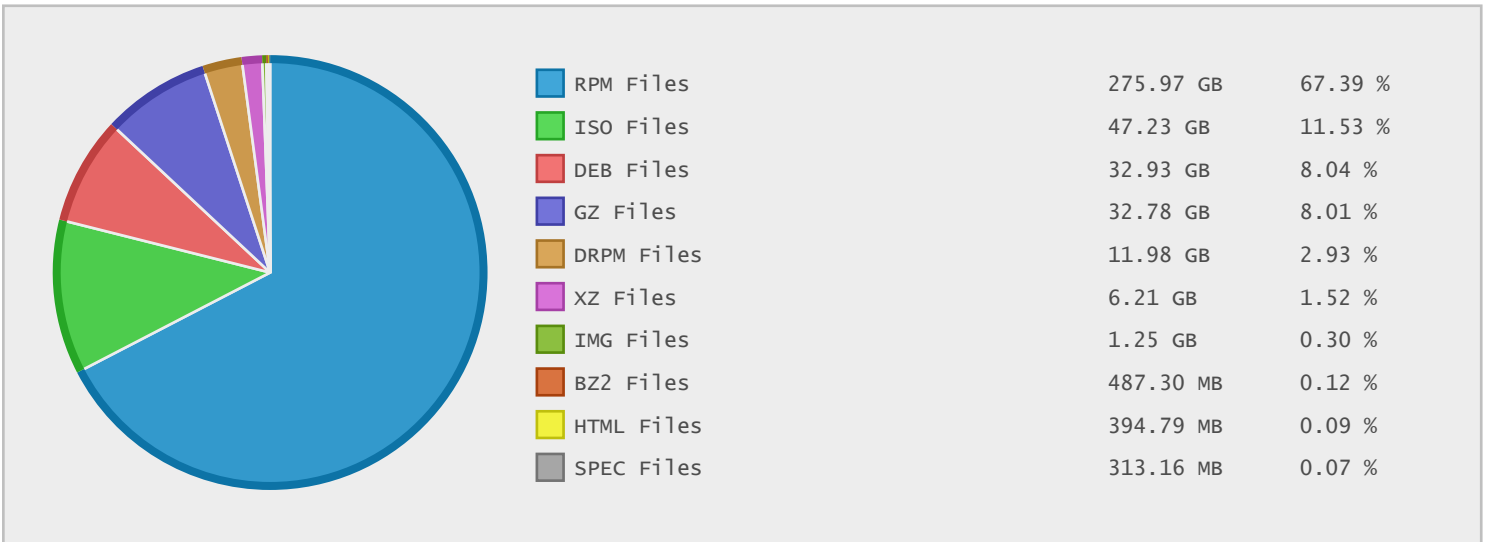 RPM Files 275.97 GB 67.39 %
ISO Files 47.23 GB 11.53 %
DEB Files 32.93 GB 8.04 %
GZ Files 32.78 GB 8.01 %
DRPM Files 11.98 GB 2.93 %
XZ Files 6.21 GB 1.52 %
IMG Files 1.25 GB 0.30 %
BZ2 Files 487.30 MB 0.12 %
HTML Files 394.79 MB 0.09 %
SPEC Files 313.16 MB 0.07 %